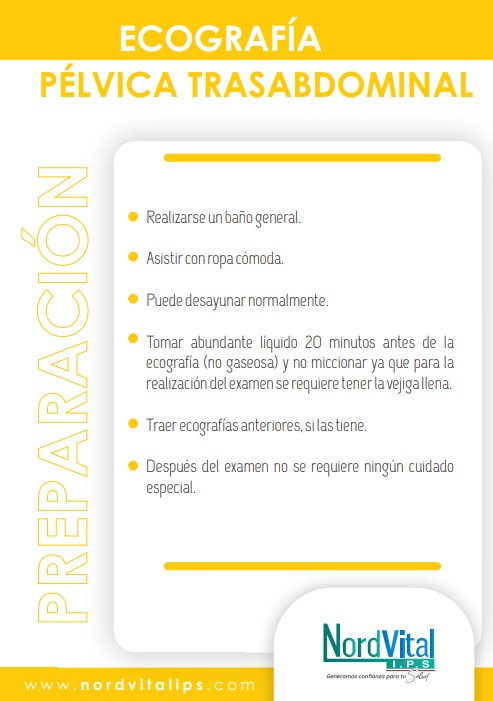 ECOGRAFÍA
PÉLVICA TRASABDOMINAL
PREPARACIÓN
Realizarse un baño general.
Asistir con ropa cómoda.
Puede desayunar normalmente.
Tomar abundante líquido 20 minutos antes de la
ecografía (no gaseosa) y no miccionar ya que para la
realización del examen se requiere tener la vejiga llena.
Traer ecografías anteriores, si las tiene.
Después del examen no se requiere ningún cuidado
especial.
NordVital
I.P.S
Generamos confianza para tu Salud
www.nordvitalips.com